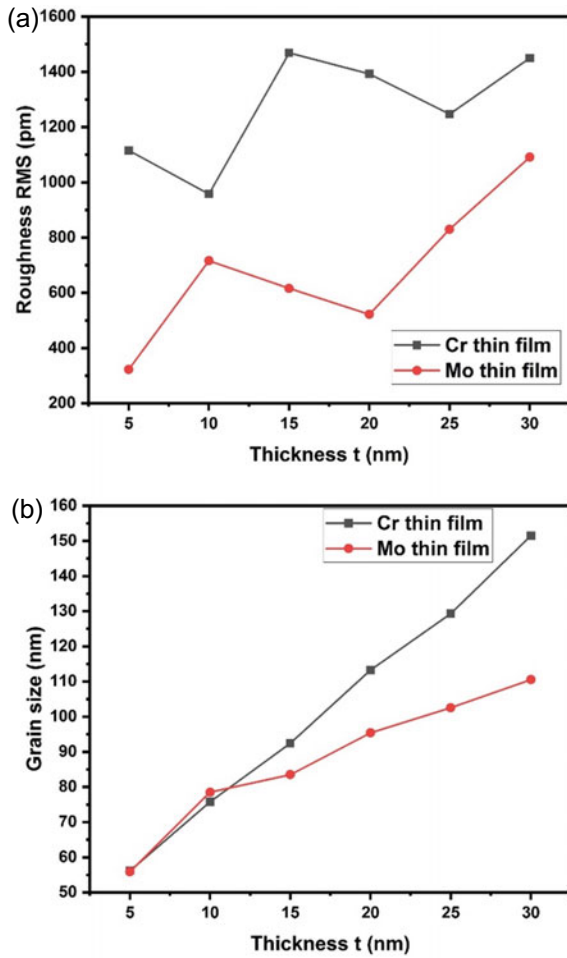 (a)
1600
1400
1200
1000
800
600
400
200
Roughness RMS (pm)
Cr thin film
Mo thin film
5 10 15 20 25 30
Thickness t (nm)
(b)
160
150
140
130
120
110
100
90
80
70
60
50
Grain size (nm)
Cr thin film
Mo thin film
5 10 15 20 25 30
Thickness t (nm)